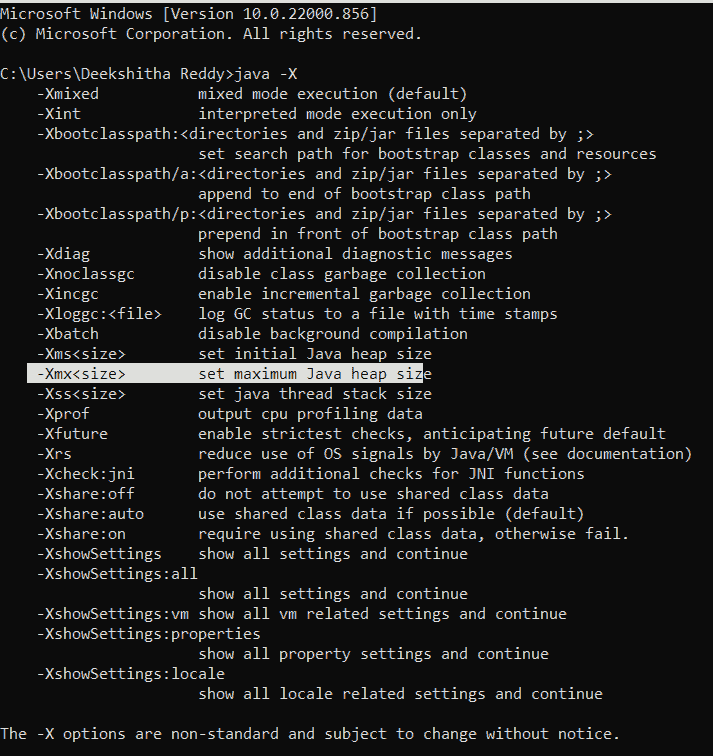 Microsoft Windows [Version 10.0.22000.856]
(c) Microsoft Corporation. All rights reserved.
C:\Users\Deekshitha Reddy>java -X
-Xmixed mixed mode execution (default)
-Xint interpreted mode execution only
-Xbootclasspath:<directories and zip/jar files separated by ;>
set search path for bootstrap classes and resources
-Xbootclasspath/a:<directories and zip/jar files separated by ;>
append to end of bootstrap class path
-Xbootclasspath/p:<directories and zip/jar files separated by ;>
prepend in front of bootstrap class path
-Xdiag show additional diagnostic messages
-Xnoclassgc disable class garbage collection
-Xincgc enable incremental garbage collection
-Xloggc:<file> log GC status to a file with time stamps
-Xbatch disable background compilation
-Xms<size> set initial Java heap size
-Xmx<size> set maximum Java heap size
-Xss<size> set java thread stack size
-Xprof output cpu profiling data
-Xfuture enable strictest checks, anticipating future default
-Xrs reduce use of OS signals by Java/VM (see documentation)
-Xcheck:jni perform additional checks for JNI functions
-Xshare:off do not attempt to use shared class data
-Xshare:auto use shared class data if possible (default)
-Xshare:on require using shared class data, otherwise fail.
-XshowSettings show all settings and continue
-XshowSettings:all
show all settings and continue
-XshowSettings:vm show all vm related settings and continue
-XshowSettings:properties
show all property settings and continue
-XshowSettings:locale
show all locale related settings and continue
The -X options are non-standard and subject to change without notice.